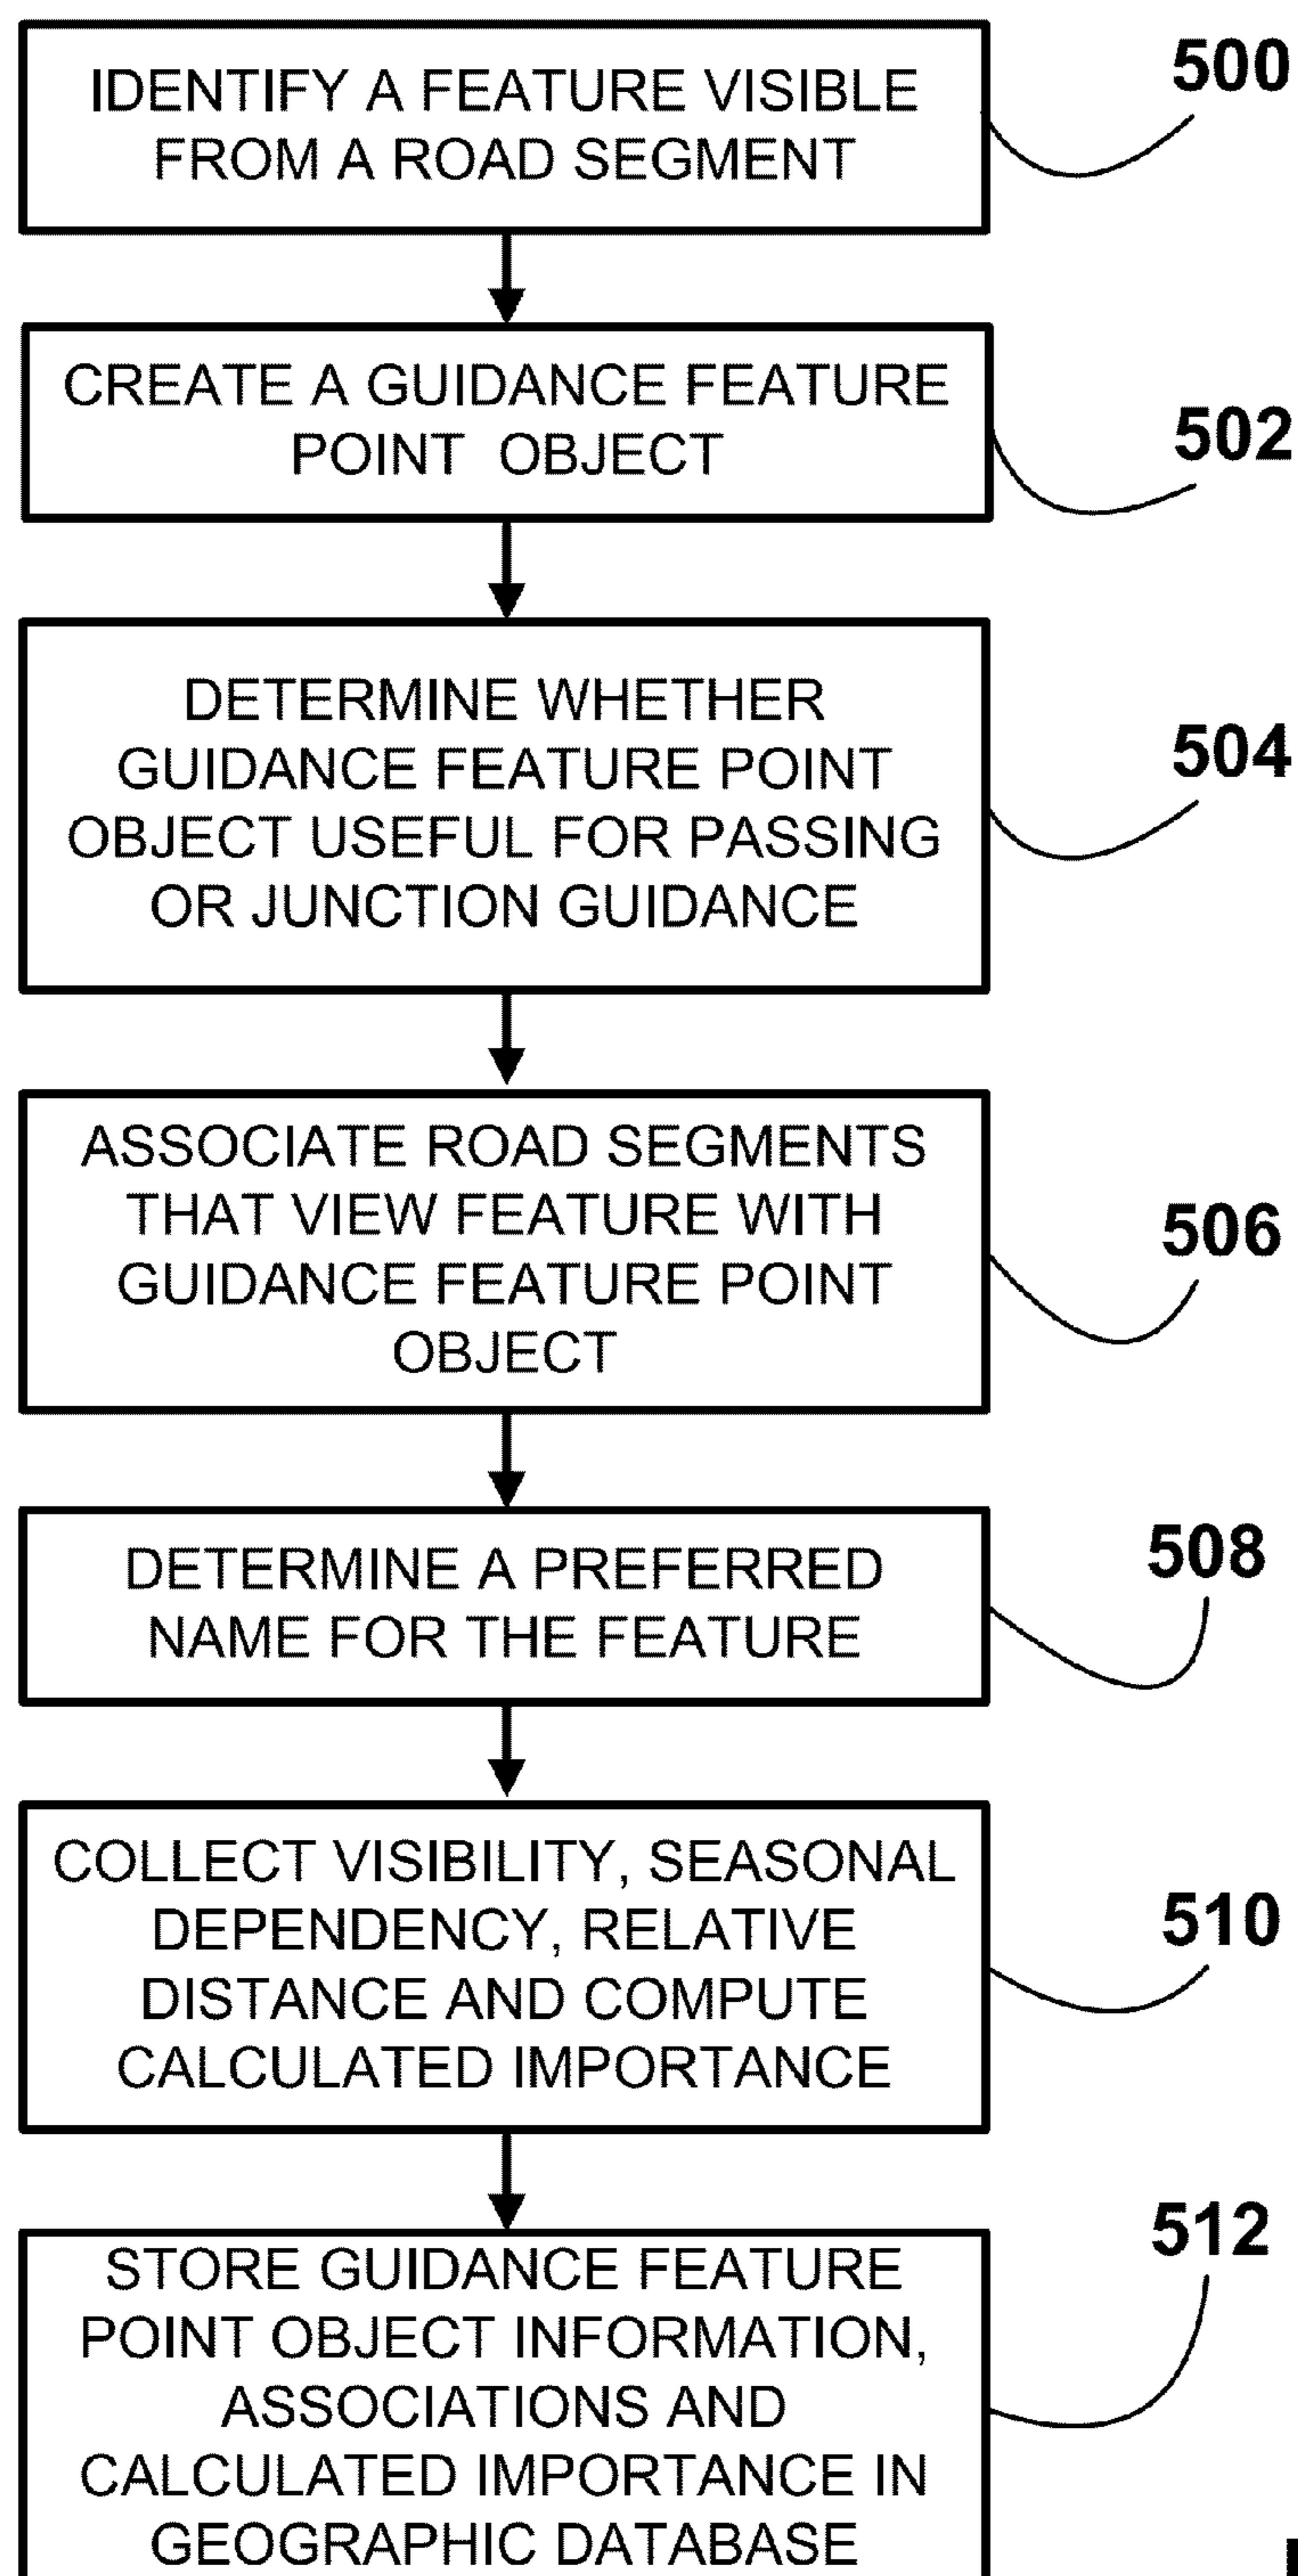 IDENTIFY A FEATURE VISIBLE
FROM A ROAD SEGMENT
500
CREATE A GUIDANCE FEATURE
POINT OBJECT
502
DETERMINE WHETHER
GUIDANCE FEATURE POINT
OBJECT USEFUL FOR PASSING
OR JUNCTION GUIDANCE
504
ASSOCIATE ROAD SEGMENTS
THAT VIEW FEATURE WITH
GUIDANCE FEATURE POINT
OBJECT
506
DETERMINE A PREFERRED
NAME FOR THE FEATURE
508
COLLECT VISIBILITY, SEASONAL
DEPENDENCY, RELATIVE
DISTANCE AND COMPUTE
CALCULATED IMPORTANCE
510
STORE GUIDANCE FEATURE
POINT OBJECT INFORMATION,
ASSOCIATIONS AND
CALCULATED IMPORTANCE IN
GEOGRAPHIC DATABASE
512